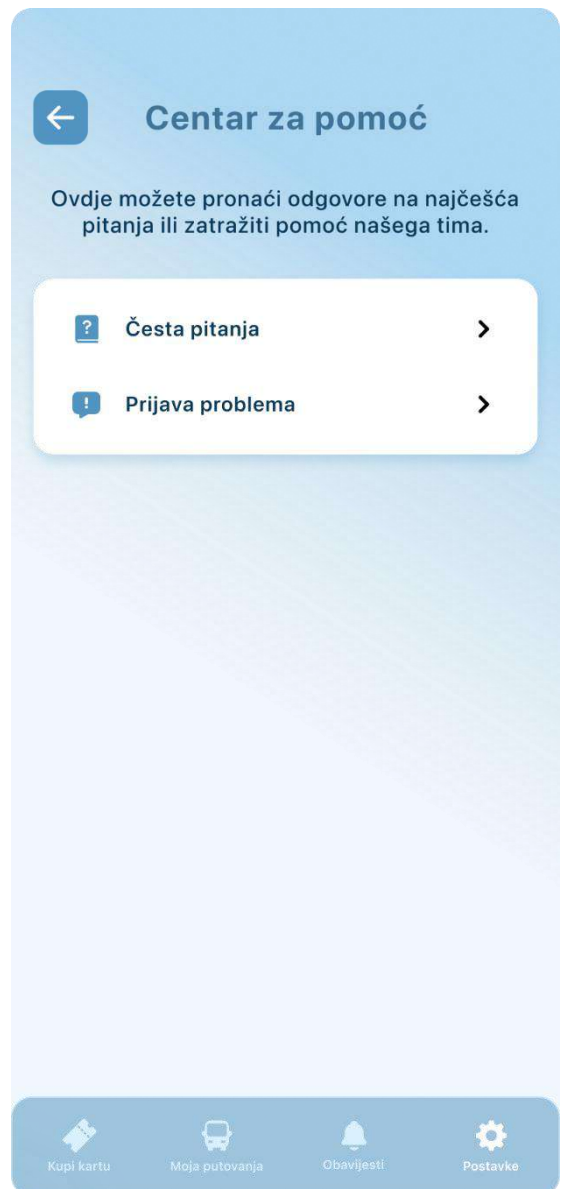 Centar za pomoć
Ovdje možete pronaći odgovore na najčešća
pitanja ili zatražiti pomoć našega tima.
Česta pitanja
Prijava problema
Kupi kartu
Moja putovanja
Obavijesti
Postavke